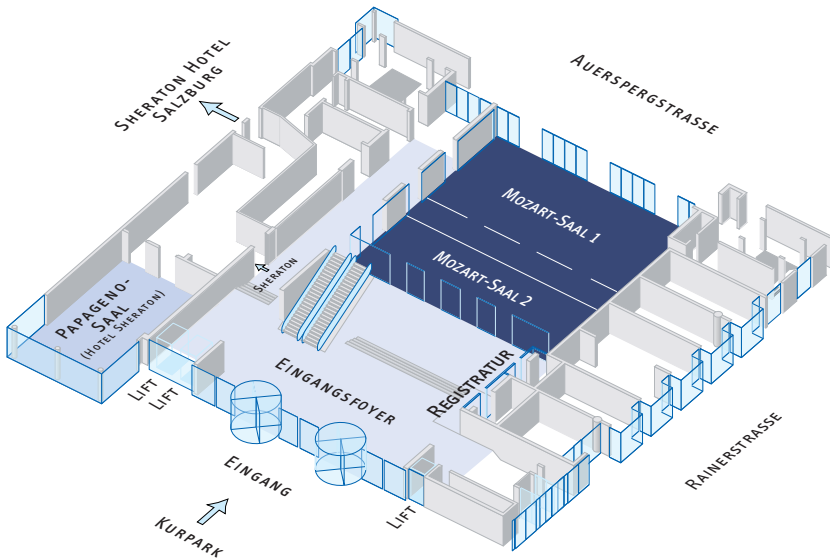 SHERATON HOTEL
SALZBURG
AUERSPERGSTRASSE
MOZART-SAAL 1
MOZART-SAAL 2
SHERATON
PAPAGENO-
SAAL
(HOTEL SHERATON)
LIFT
LIFT
EINGANGSFOYER
REGISTRATUR
RAINERSTRASSE
EINGANG
LIFT
KURPARK